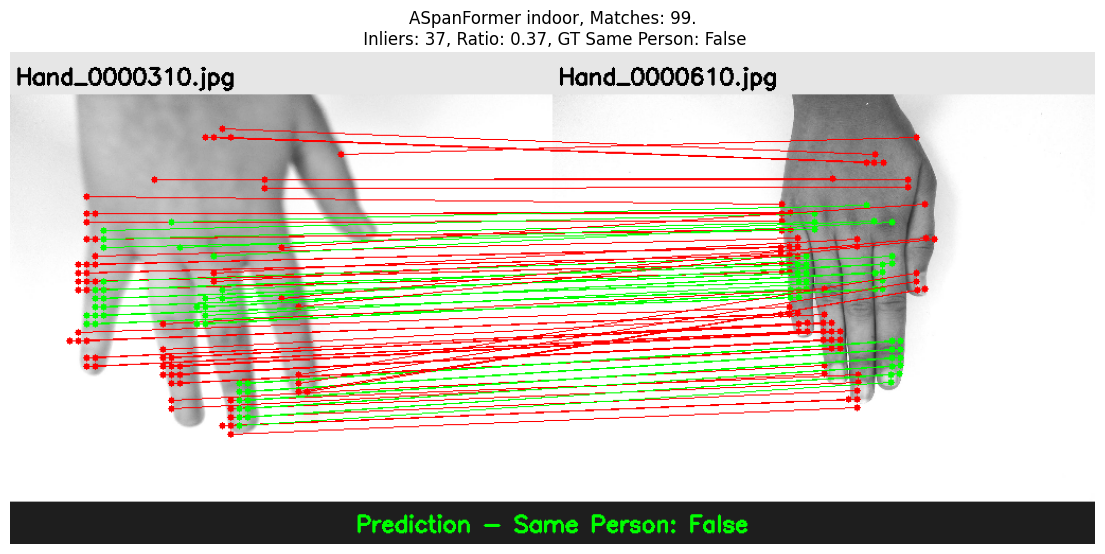 ASpanFormer indoor, Matches: 99.
Inliers: 37, Ratio: 0.37, GT Same Person: False
Hand_0000310.jpg
Hand_0000610.jpg
Prediction - Same Person: False